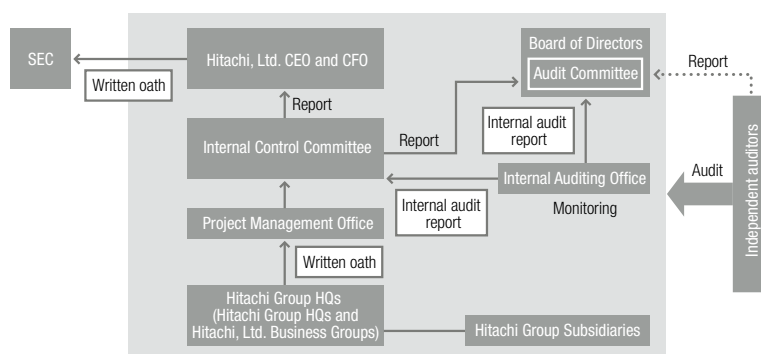 SEC
Written oath
Hitachi, Ltd. CEO and CFO
Report
Internal Control Committee
Report
Board of Directors
Audit Committee
Report
Internal audit
report
Internal Auditing Office
Monitoring
Audit
Independent auditors
Internal audit
report
Project Management Office
Written oath
Hitachi Group HQs
(Hitachi Group HQs and
Hitachi, Ltd. Business Groups)
Hitachi Group Subsidiaries